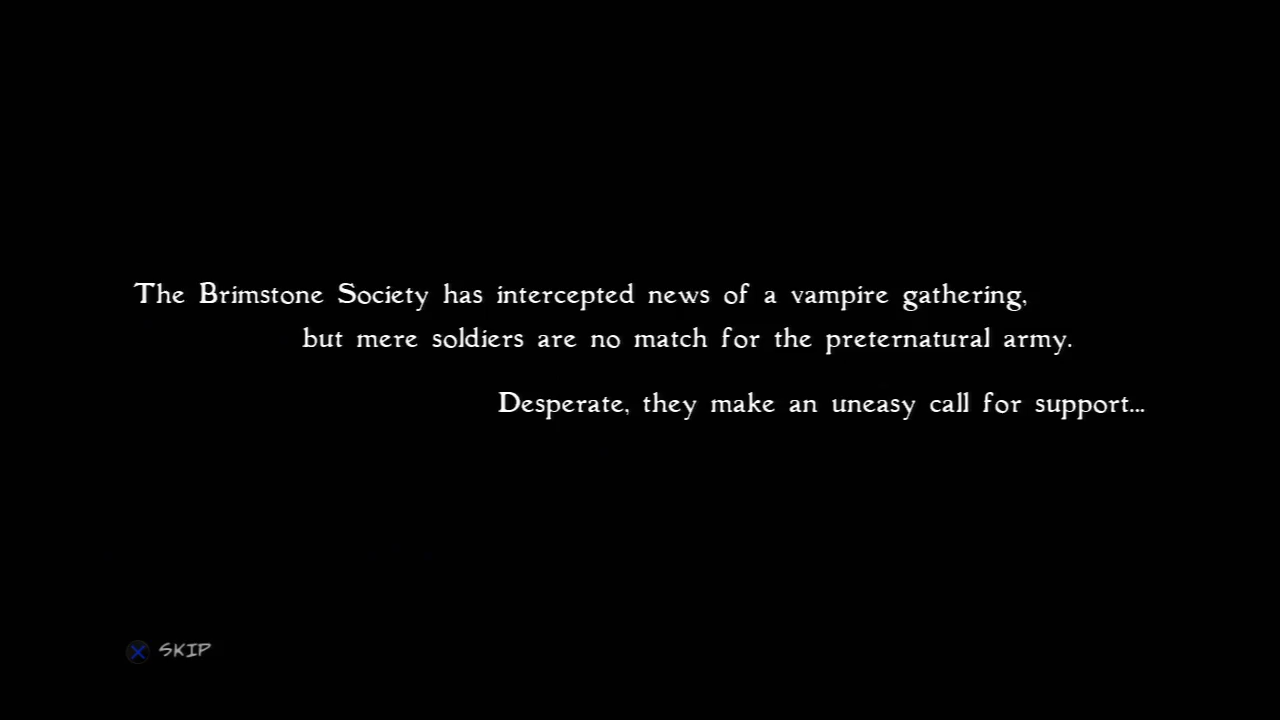 The Brimstone Society has intercepted news of a vampire gathering,
but mere soldiers are no match for the preternatural army.
Desperate, they make an uneasy call for support...
SKIP